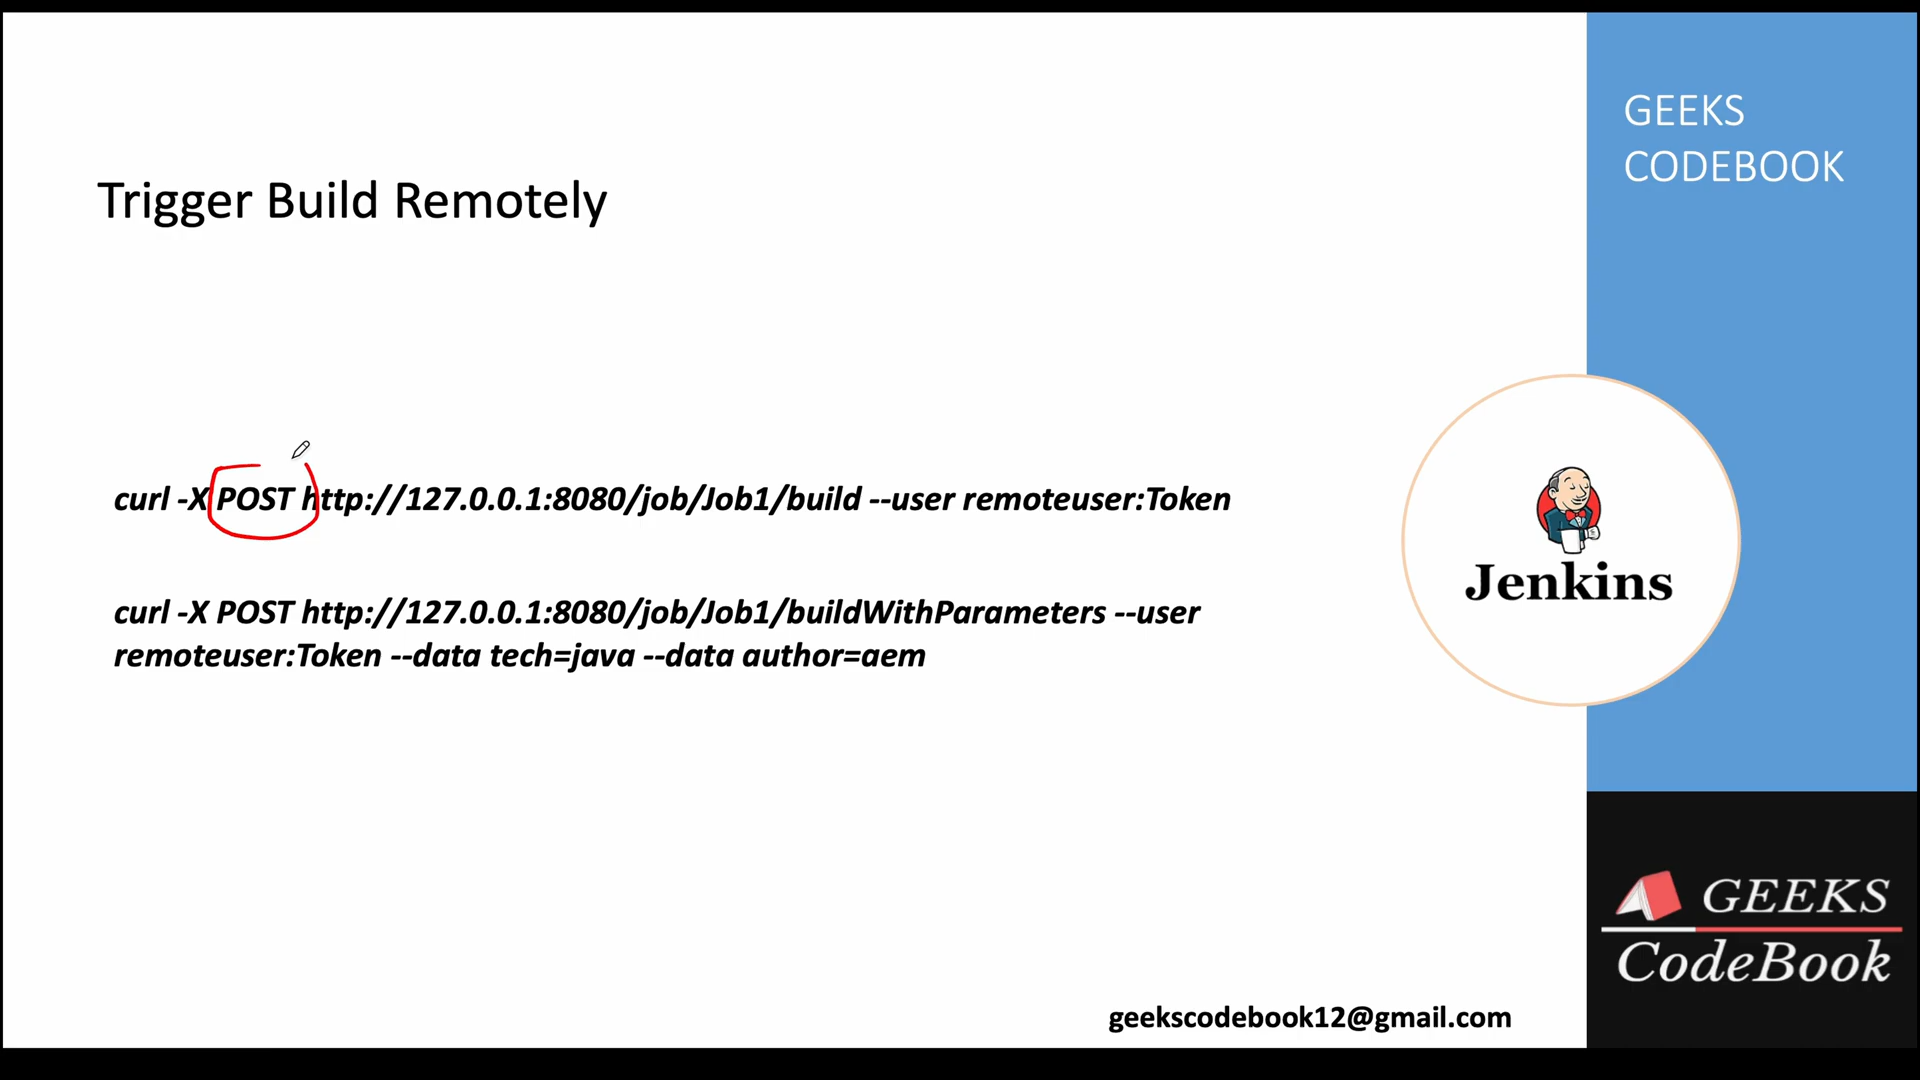 GEEKS
CODEBOOK
Trigger Build Remotely
curl -X POST http://127.0.0.1:8080/job/Job1/build --user remoteuser:Token
curl -X POST http://127.0.0.1:8080/job/Job1/buildWithParameters --user
remoteuser:Token --data tech=java --data author=aem
Jenkins
GEEKS
CodeBook
geekscodebook12@gmail.com